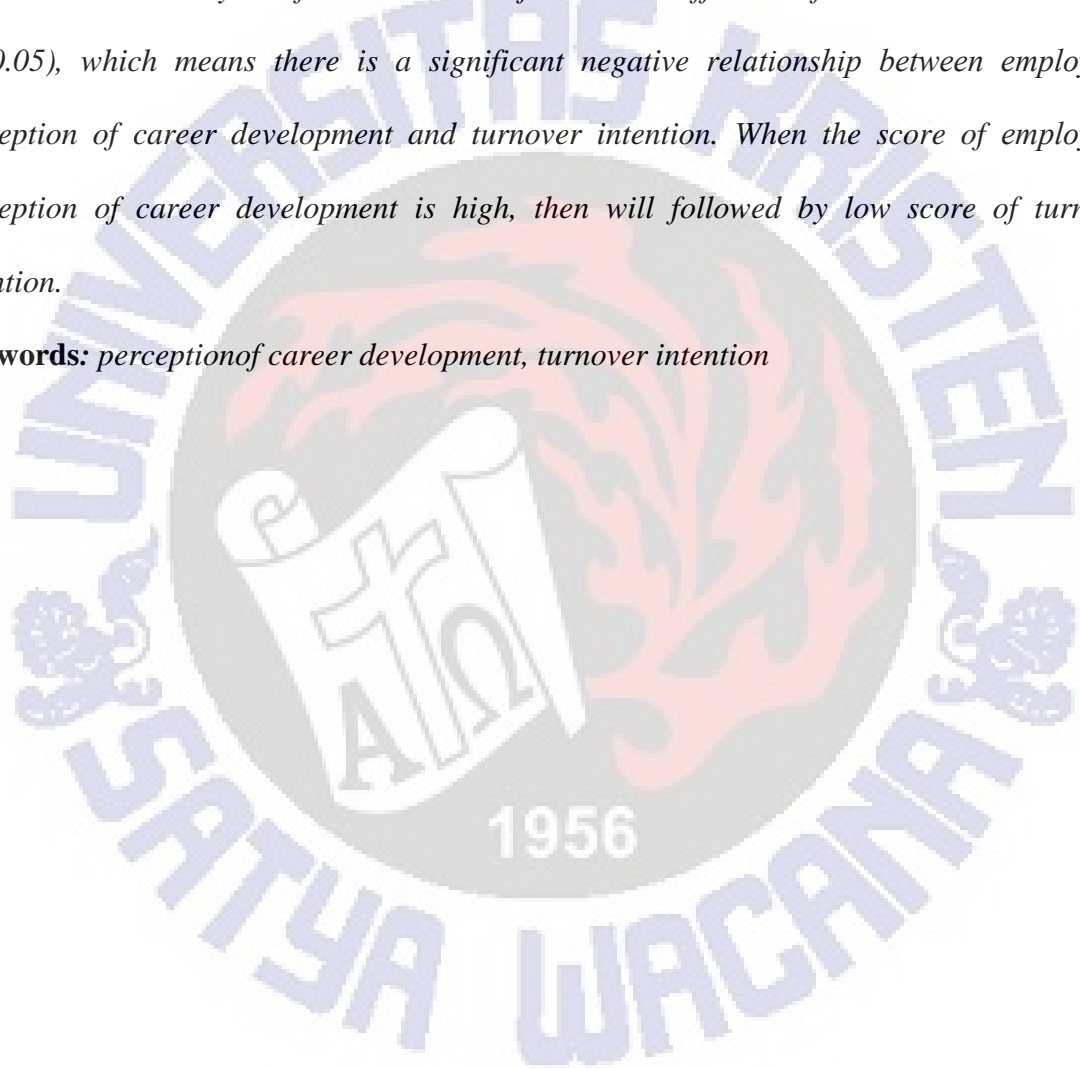 0.05), which means there is a significant negative relationship between employ
eption of career development and turnover intention. When the score of employ
eption of career development is high, then will followed by low score of turn
ntion.
words: perceptionof career development, turnover intention
UNIVERSITAS KRISTEN
ΑΩ
1956
SATYA WACANA